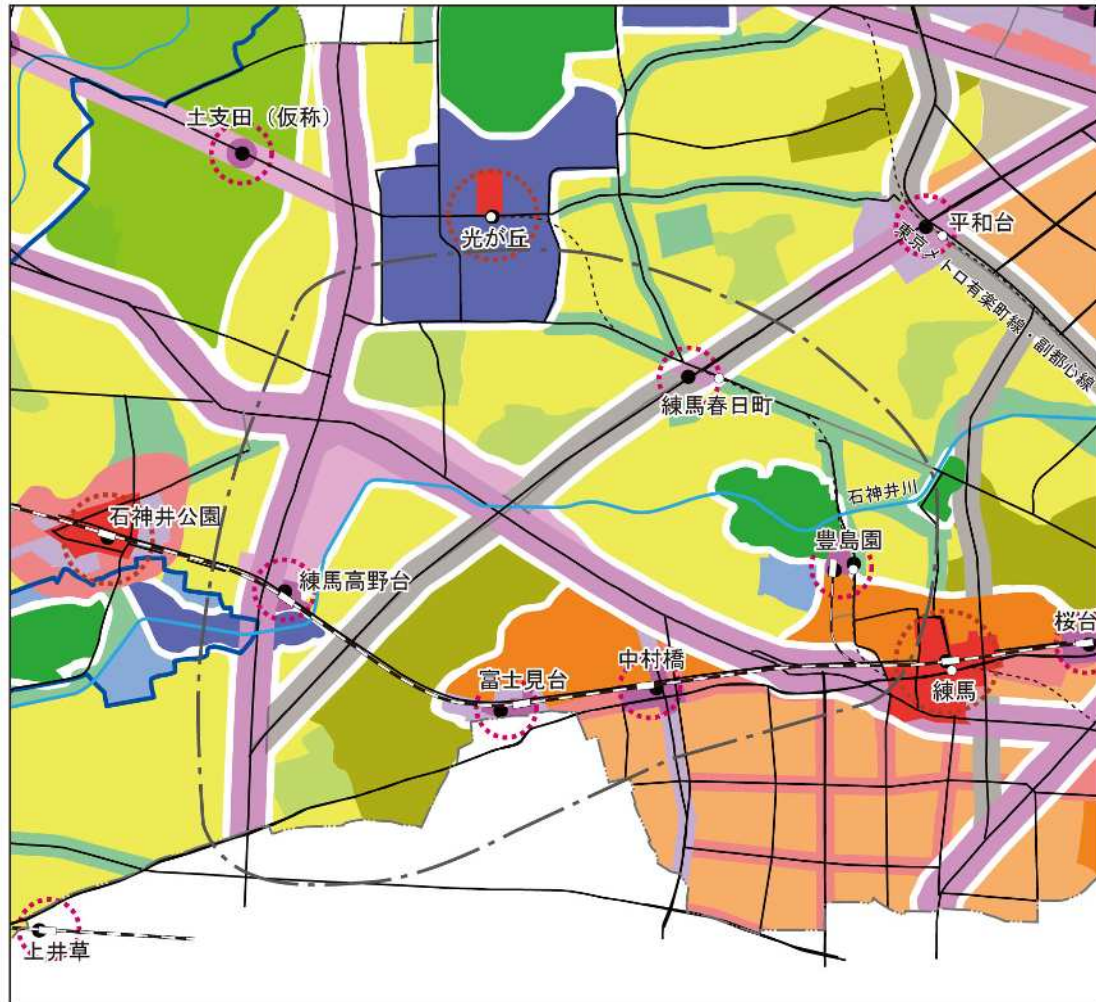 土支田（仮称）
光が丘
平和台
東京メトロ有楽町線・副都心線
練馬春日町
石神井川
石神井公園
豊島園
練馬高野台
桜台
中村橋
富士見台
練馬
上井草